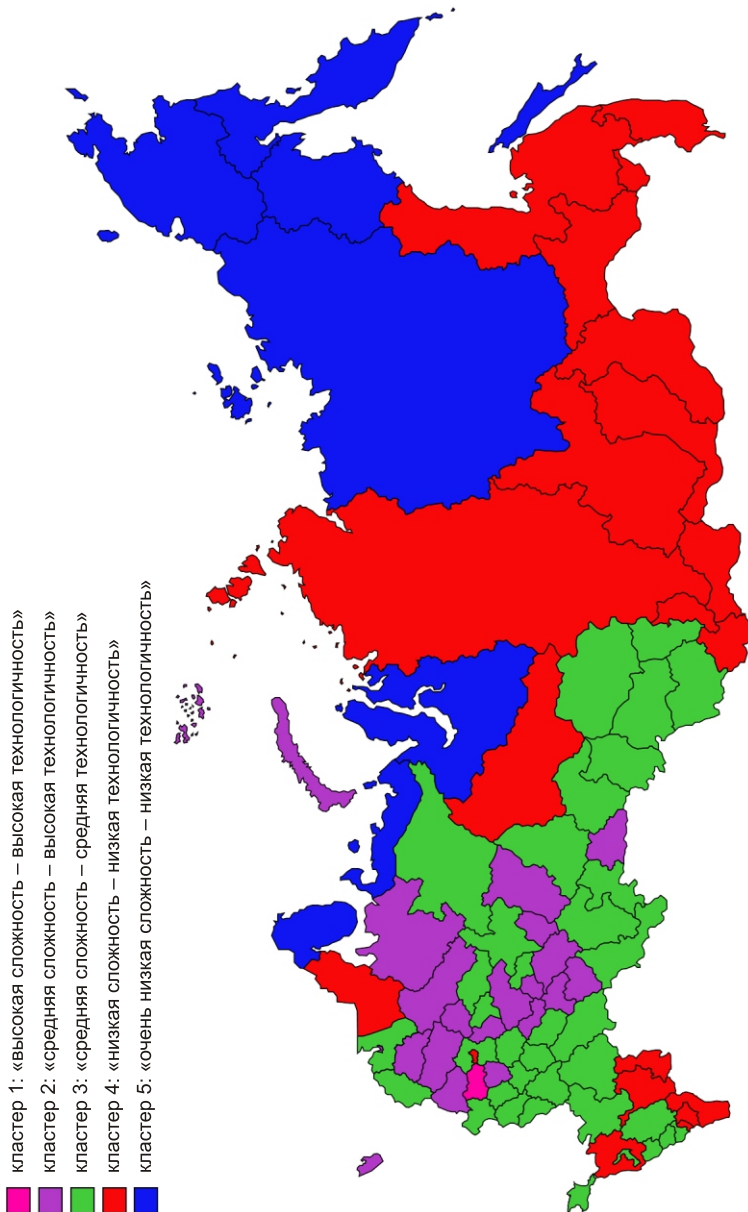 кластер 1: «высокая сложность – высокая технологичность»
кластер 2: «средняя сложность – высокая технологичность»
кластер 3: «средняя сложность – средняя технологичность»
кластер 4: «низкая сложность – низкая технологичность»
кластер 5: «очень низкая сложность – низкая технологичность»